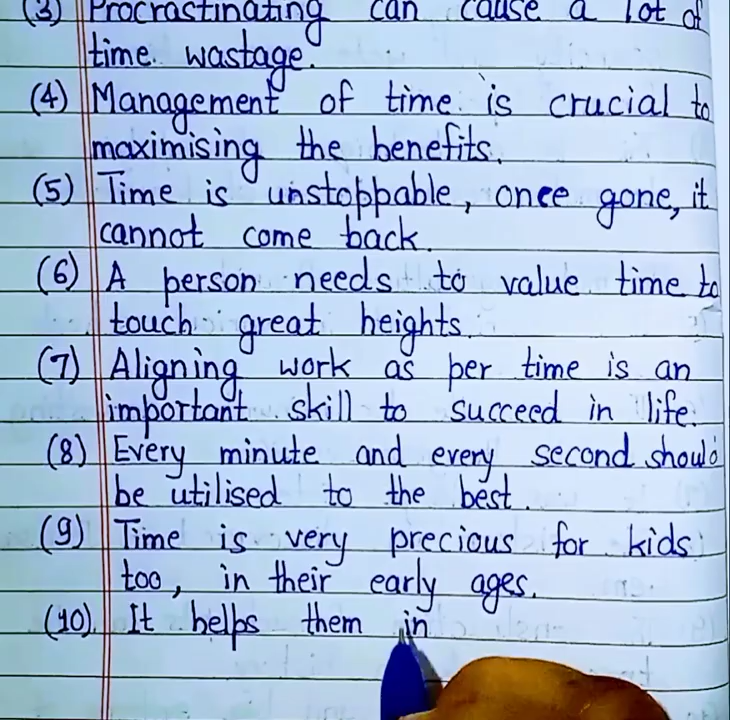 (3) Procrastinating can cause a lot of
time wastage.
(4) Management of time is crucial to
maximising the benefits.
(5) Time is unstoppable, once gone, it
cannot come back.
(6) A person needs to value time to
touch great heights.
(7) Aligning work as per time is an
important skill to succeed in life.
(8) Every minute and every second should
be utilised to the best.
(9) Time is very precious for kids
too, in their early ages.
(10) It helps them in